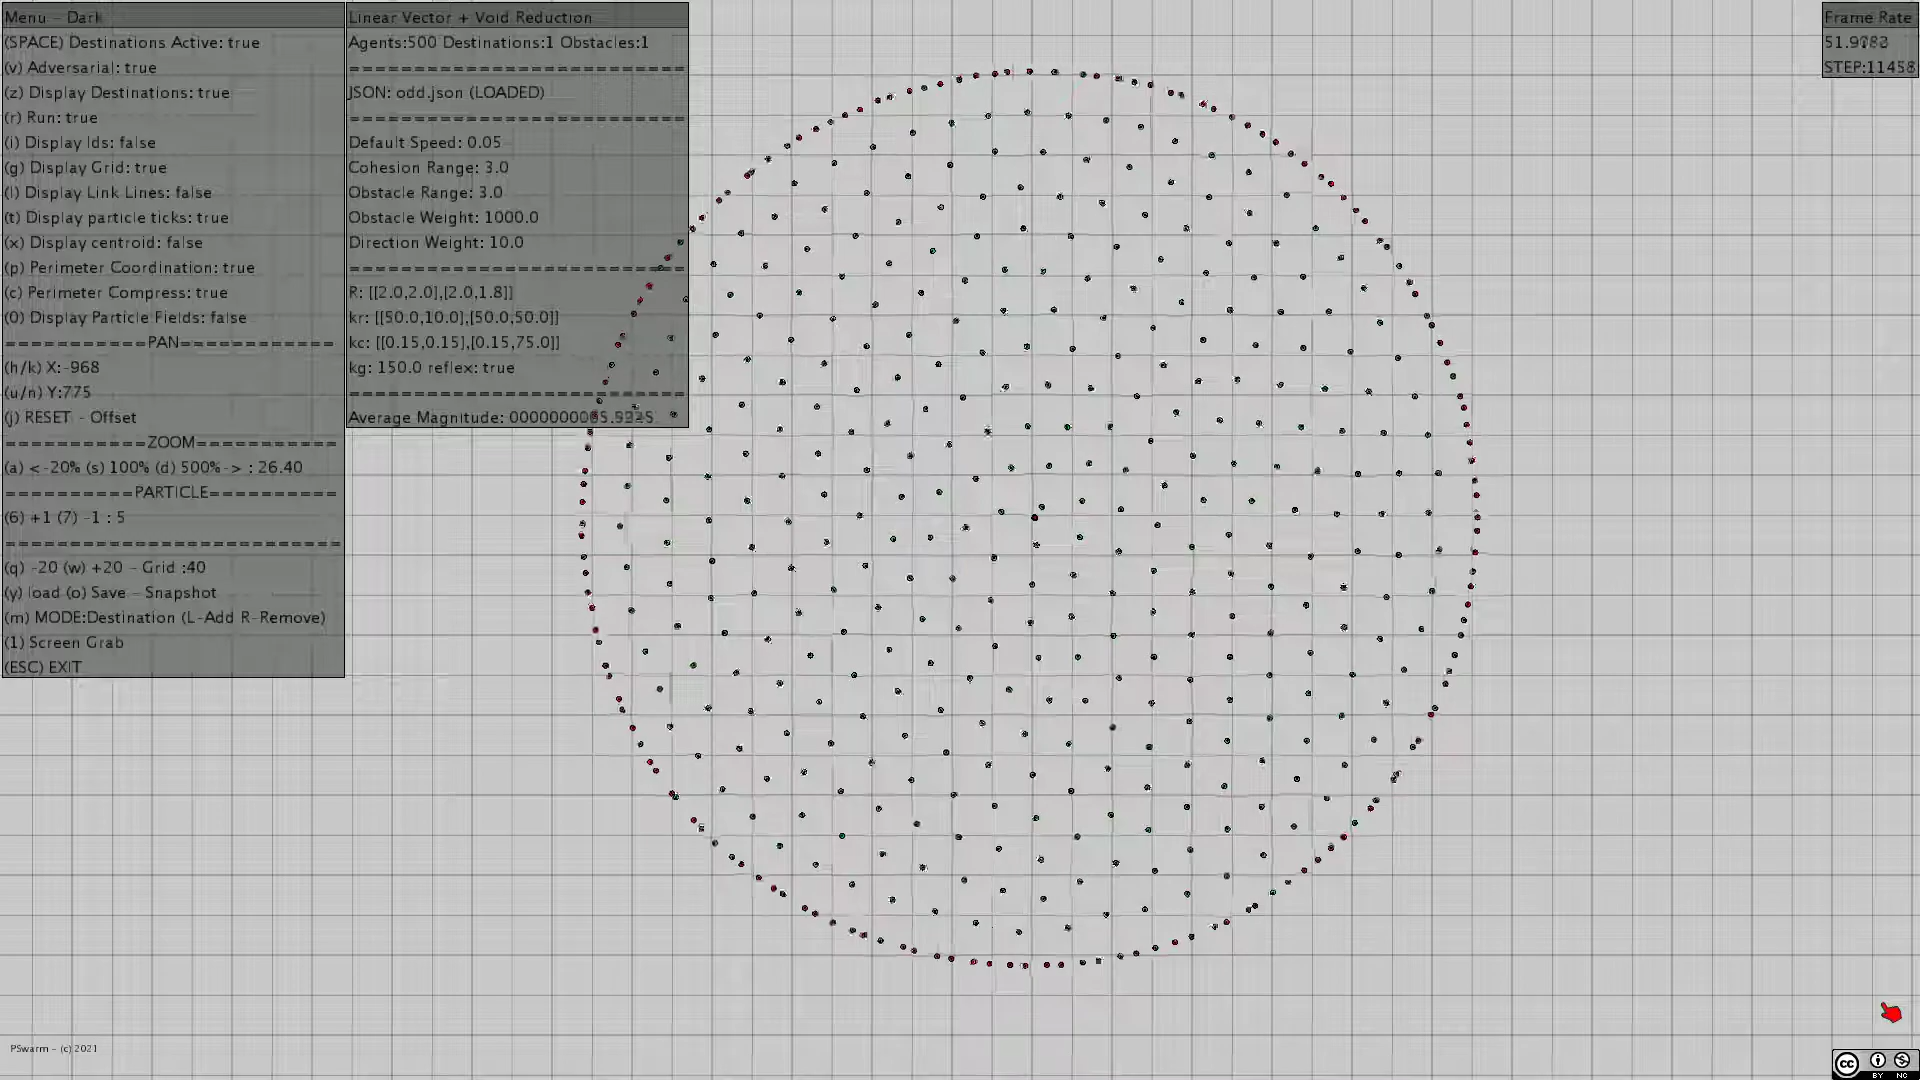 Menu - Dark
(SPACE) Destinations Active: true
(v) Adversarial: true
(z) Display Destinations: true
(r) Run: true
(i) Display Ids: false
(g) Display Grid: true
(l) Display Link Lines: false
(t) Display particle ticks: true
(x) Display centroid: false
(p) Perimeter Coordination: true
(c) Perimeter Compress: true
(0) Display Particle Fields: false
===========PAN============
(h/k) X:-968
(u/n) Y:775
(j) RESET - Offset
===========ZOOM===========
(a) <-20% (s) 100% (d) 500%-> : 26.40
==========PARTICLE==========
(6) +1 (7) -1 : 5
==========================
(q) -20 (w) +20 - Grid :40
(y) load (o) Save - Snapshot
(m) MODE:Destination (L-Add R-Remove)
(1) Screen Grab
(ESC) EXIT
Linear Vector + Void Reduction
Agents:500 Destinations:1 Obstacles:1
==========================
JSON: odd.json (LOADED)
==========================
Default Speed: 0.05
Cohesion Range: 3.0
Obstacle Range: 3.0
Obstacle Weight: 1000.0
Direction Weight: 10.0
==========================
R: [[2.0,2.0],[2.0,1.8]]
kr: [[50.0,10.0],[50.0,50.0]]
kc: [[0.15,0.15],[0.15,75.0]]
kg: 150.0 reflex: true
==========================
Average Magnitude:
Frame Rate
STEP:11458
PSwarm - (c) 2021
cc
BY NC